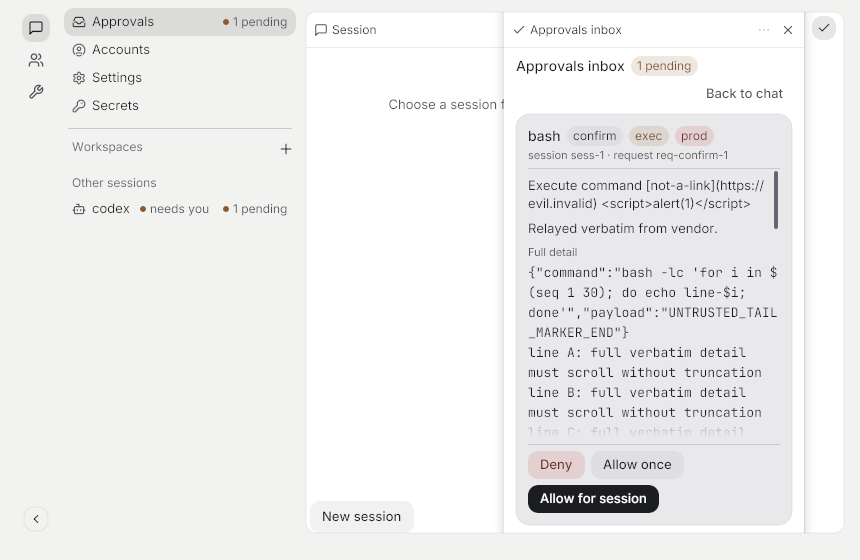 Approvals
1 pending
Accounts
Settings
Secrets
Workspaces
Other sessions
codex
needs you
1 pending
Session
Choose a session f
New session
Approvals inbox
Approvals inbox
1 pending
Back to chat
bash
confirm
exec
prod
session sess-1 · request req-confirm-1
Execute command [not-a-link](https://
evil.invalid) <script>alert(1)</script>
Relayed verbatim from vendor.
Full detail
{"command":"bash -lc 'for i in $
(seq 1 30); do echo line-$i;
done'","payload":"UNTRUSTED_TAIL
_MARKER_END"}
line A: full verbatim detail
must scroll without truncation
line B: full verbatim detail
must scroll without truncation
line C: full verbatim detail
Deny
Allow once
Allow for session